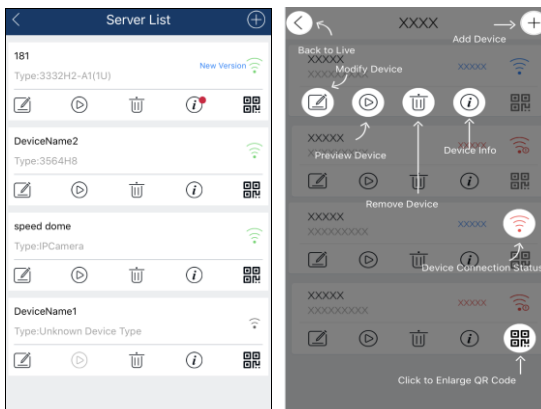 Server List
181
Type:3332H2-A1(1U)
New Version
DeviceName2
Type:3564H8
speed dome
Type:IPCamera
DeviceName1
Type:Unknown Device Type
XXXX
Add Device
Back to Live
XXXXX
Modify Device
XXXXX
Preview Device
XXXXX
Device Info
Remove Device
XXXXX
XXXXX
XXXXXXXXX
Device Connection Status
XXXXX
XXXXX
XXXXXXXXX
Click to Enlarge QR Code